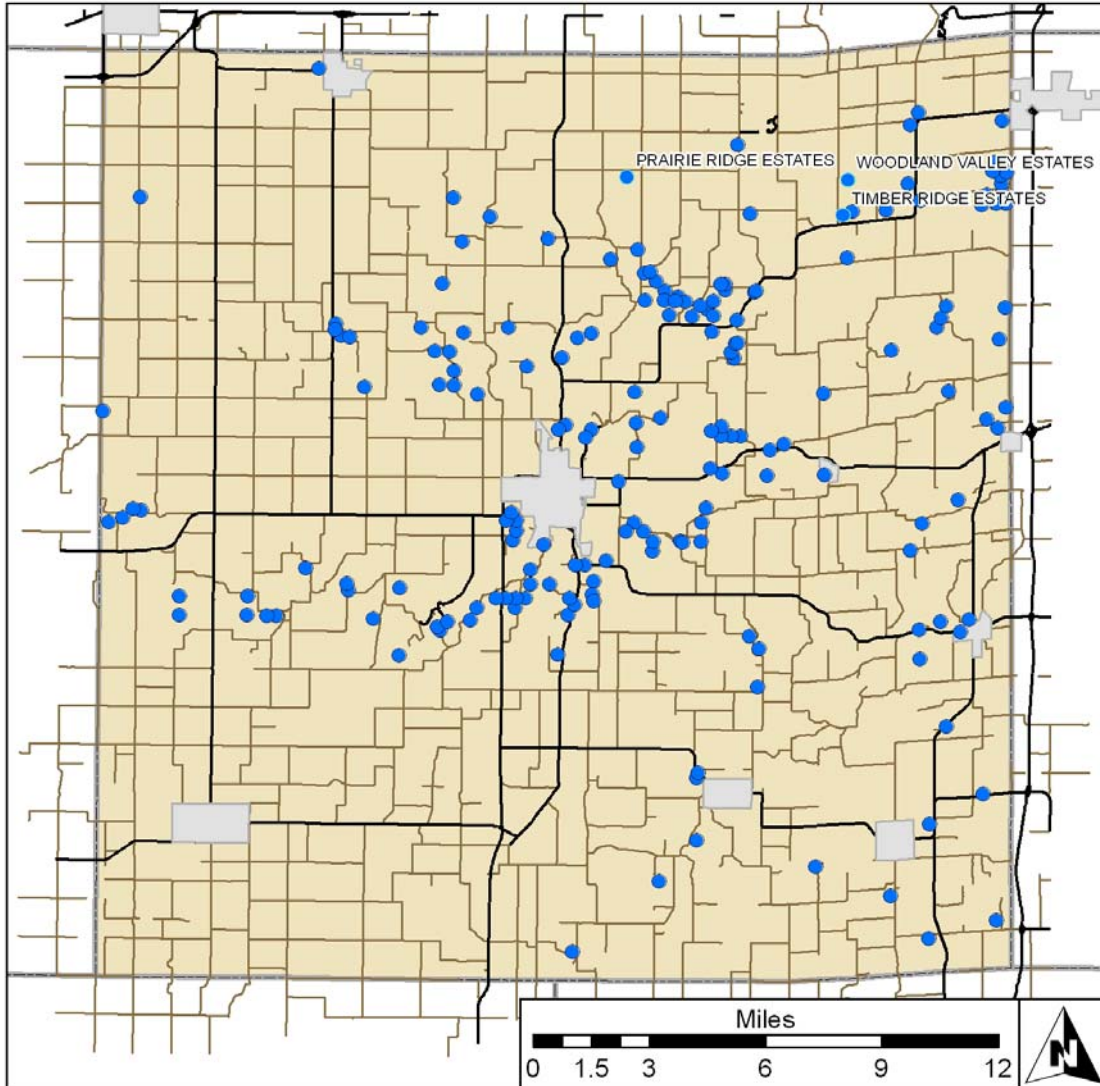 PRAIRIE RIDGE ESTATES
WOODLAND VALLEY ESTATES
TIMBER RIDGE ESTATES
Miles
0 1.5 3 6 9 12
N